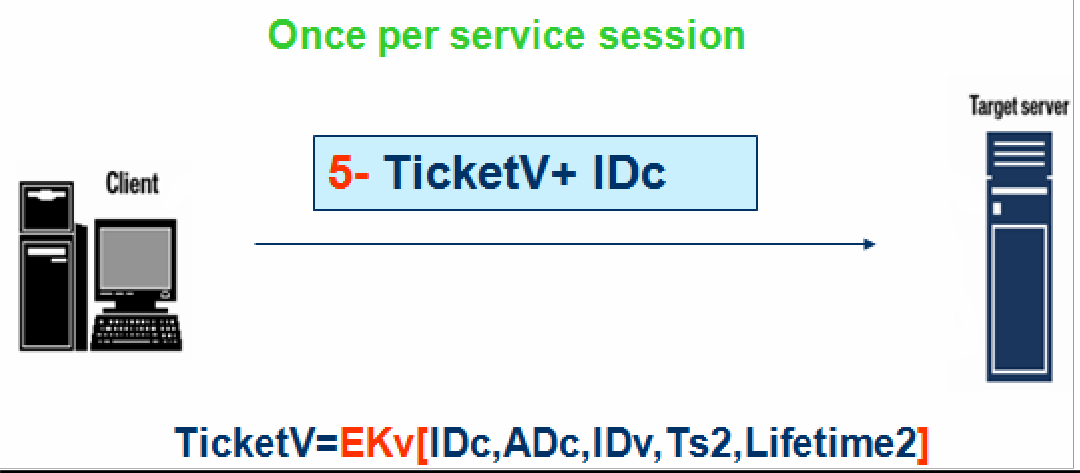 Once per service session
Target server
5- TicketV+ IDc
Client
TicketV=EKv[IDc,ADc,IDv,Ts2,Lifetime2]